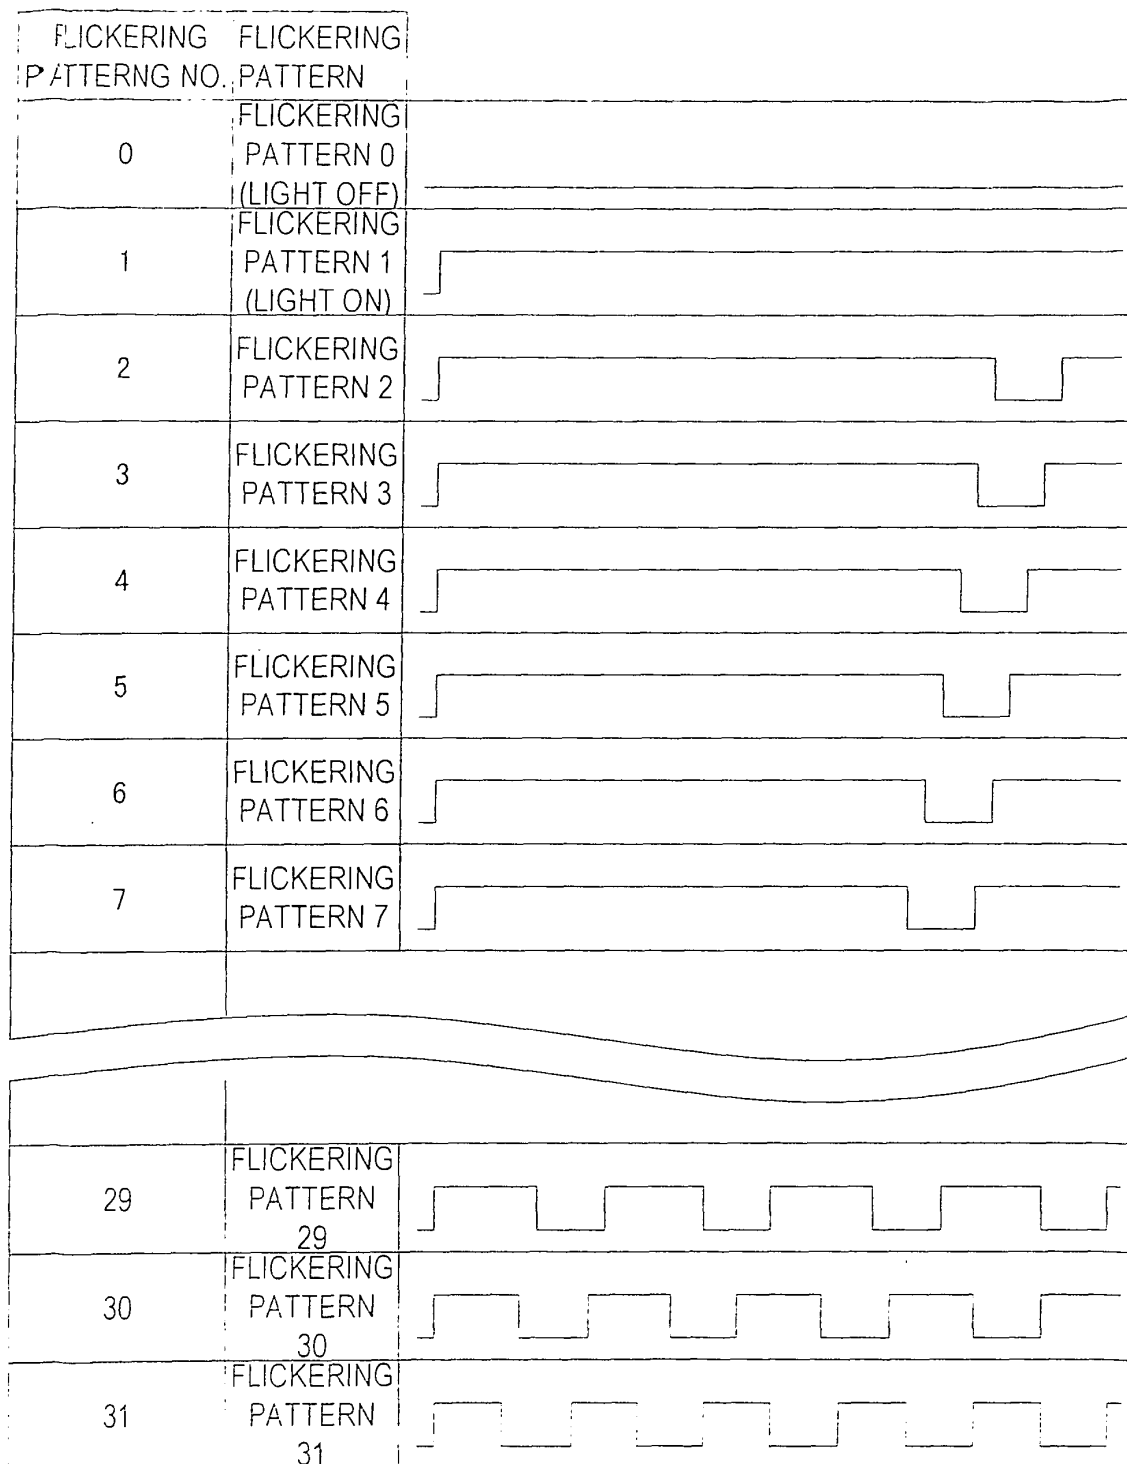 FLICKERING FLICKERING
PATTERNG NO. PATTERN
0
FLICKERING
PATTERN 0
(LIGHT OFF)
1
FLICKERING
PATTERN 1
(LIGHT ON)
2
FLICKERING
PATTERN 2
3
FLICKERING
PATTERN 3
4
FLICKERING
PATTERN 4
5
FLICKERING
PATTERN 5
6
FLICKERING
PATTERN 6
7
FLICKERING
PATTERN 7
29
FLICKERING
PATTERN
29
30
FLICKERING
PATTERN
30
31
FLICKERING
PATTERN
31